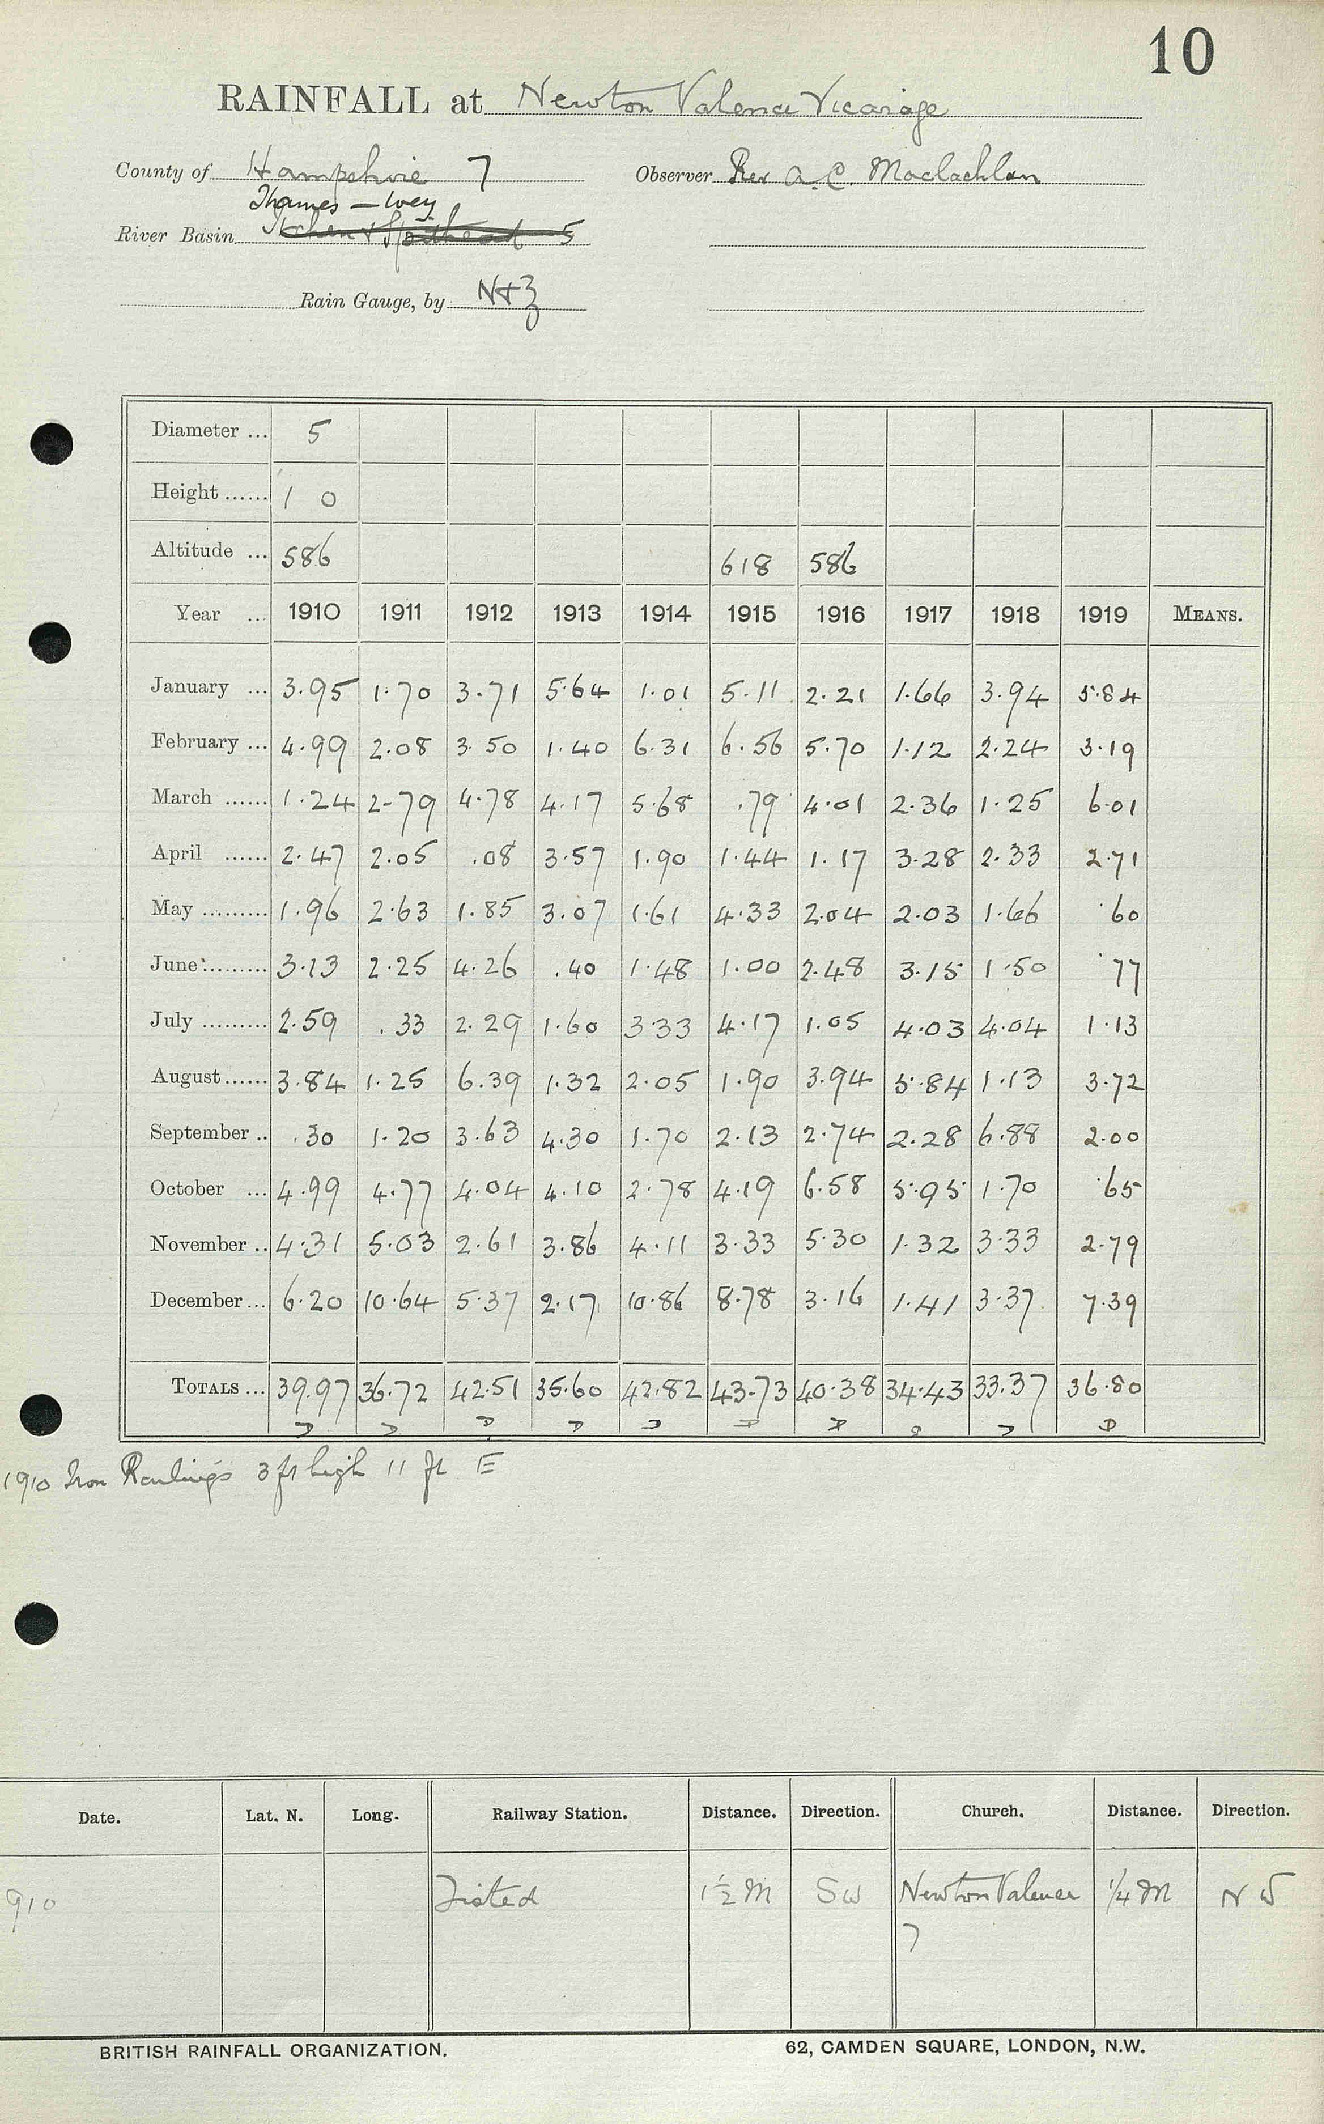 10
RAINFALL at Newton Valence Vicarage
County of Hampshire 7 Observer Rev A. C. Maclachlan
Thames – Wey
River Basin Itchen & Spithead 5
Rain Gauge, by N+Z
Diameter ... 5
Height ...... 1 0
Altitude ... 586 618 586
Year ... 1910 1911 1912 1913 1914 1915 1916 1917 1918 1919 MEANS.
January ... 3.95 1.70 3.71 5.64 1.01 5.11 2.21 1.66 3.94 5.84
February ... 4.99 2.08 3.50 1.40 6.31 6.56 5.70 1.12 2.24 3.19
March ...... 1.24 2.79 4.78 4.17 5.68 .79 4.01 2.36 1.25 6.01
April ...... 2.47 2.05 .08 3.57 1.90 1.44 1.17 3.28 2.33 2.71
May ......... 1.96 2.63 1.85 3.07 1.61 4.33 2.04 2.03 1.66 .60
June ......... 3.13 2.25 4.26 .40 1.48 1.00 2.48 3.15 1.50 .77
July ......... 2.59 .33 2.29 1.60 3.33 4.17 1.05 4.03 4.04 1.13
August ...... 3.84 1.25 6.39 1.32 2.05 1.90 3.94 5.84 1.13 3.72
September .. .30 1.20 3.63 4.30 1.70 2.13 2.74 2.28 6.88 2.00
October ... 4.99 4.77 4.04 4.10 2.78 4.19 6.58 5.95 1.70 .65
November .. 4.31 5.03 2.61 3.86 4.11 3.33 5.30 1.32 3.33 2.79
December ... 6.20 10.64 5.37 2.17 10.86 8.78 3.16 1.41 3.37 7.39
TOTALS ... 39.97 36.72 42.51 35.60 42.82 43.73 40.38 34.43 33.37 36.80
1910 Iron Railings 3 ft high 11 ft E
Date. Lat. N. Long. Railway Station. Distance. Direction. Church. Distance. Direction.
910 Tisted 1½ M SW Newton Valence 1/4 M N W
7
BRITISH RAINFALL ORGANIZATION. 62, CAMDEN SQUARE, LONDON, N.W.